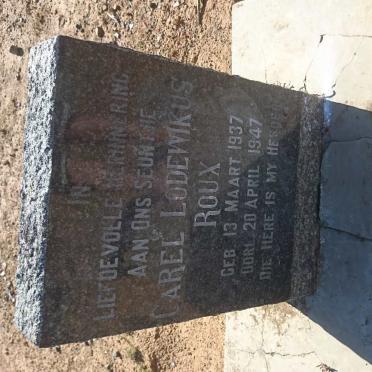 IN
LIEFDEVOLLE HERINNERING
AAN ONS SEUNTJIE
CAREL LODEWIKUS
ROUX
GEB 13 MAART 1937
OORL 20 APRIL 1947
DIE HERE IS MY HERDER